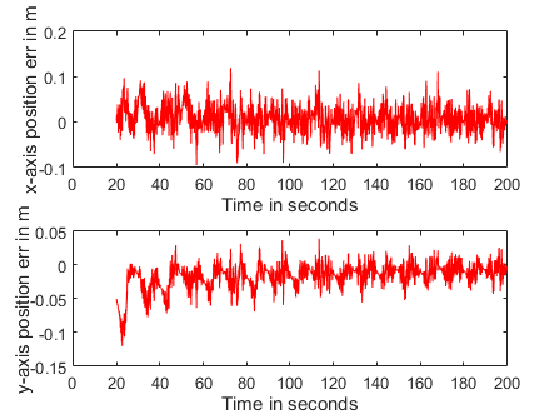 x-axis position err in m
0.2
0.1
0
-0.1
0 20 40 60 80 100 120 140 160 180 200
Time in seconds
y-axis position err in m
0.05
0
-0.05
-0.1
-0.15
0 20 40 60 80 100 120 140 160 180 200
Time in seconds